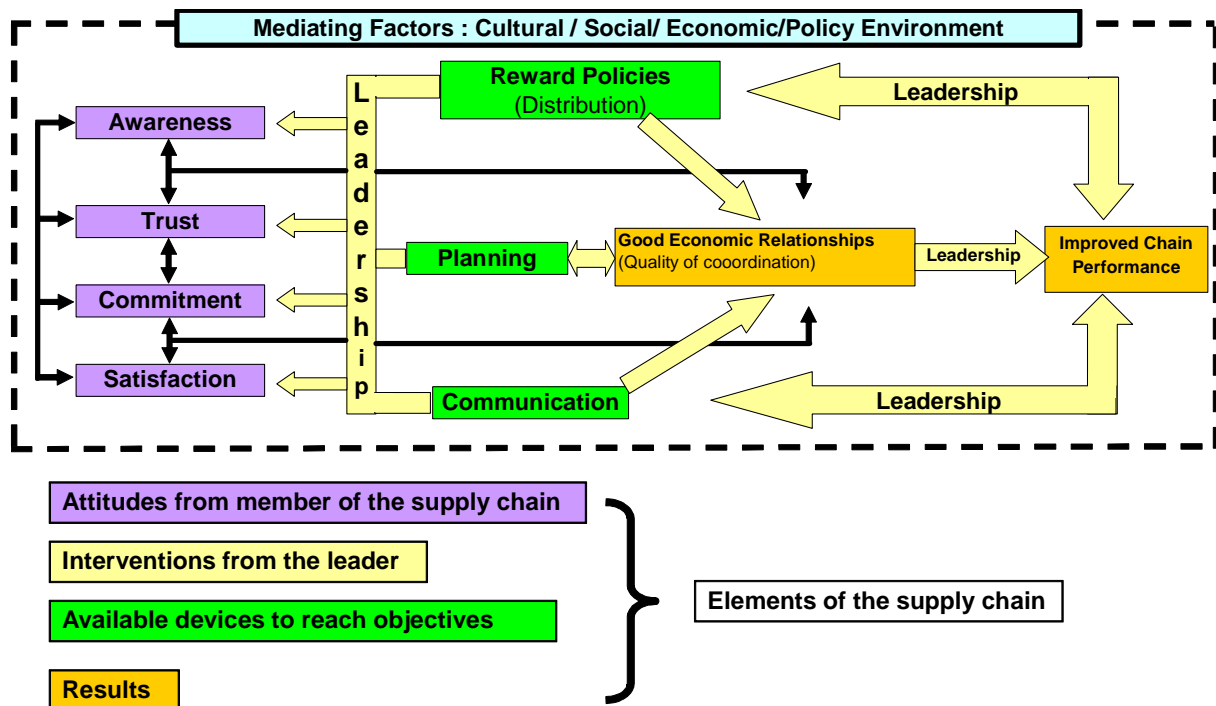 Mediating Factors : Cultural / Social/ Economic/Policy Environment
Reward Policies
(Distribution)
Leadership
Awareness
Leadership
Trust
Planning
Good Economic Relationships
(Quality of cooordination)
Leadership
Improved Chain
Performance
Commitment
Satisfaction
Communication
Leadership
Attitudes from member of the supply chain
Interventions from the leader
Elements of the supply chain
Available devices to reach objectives
Results